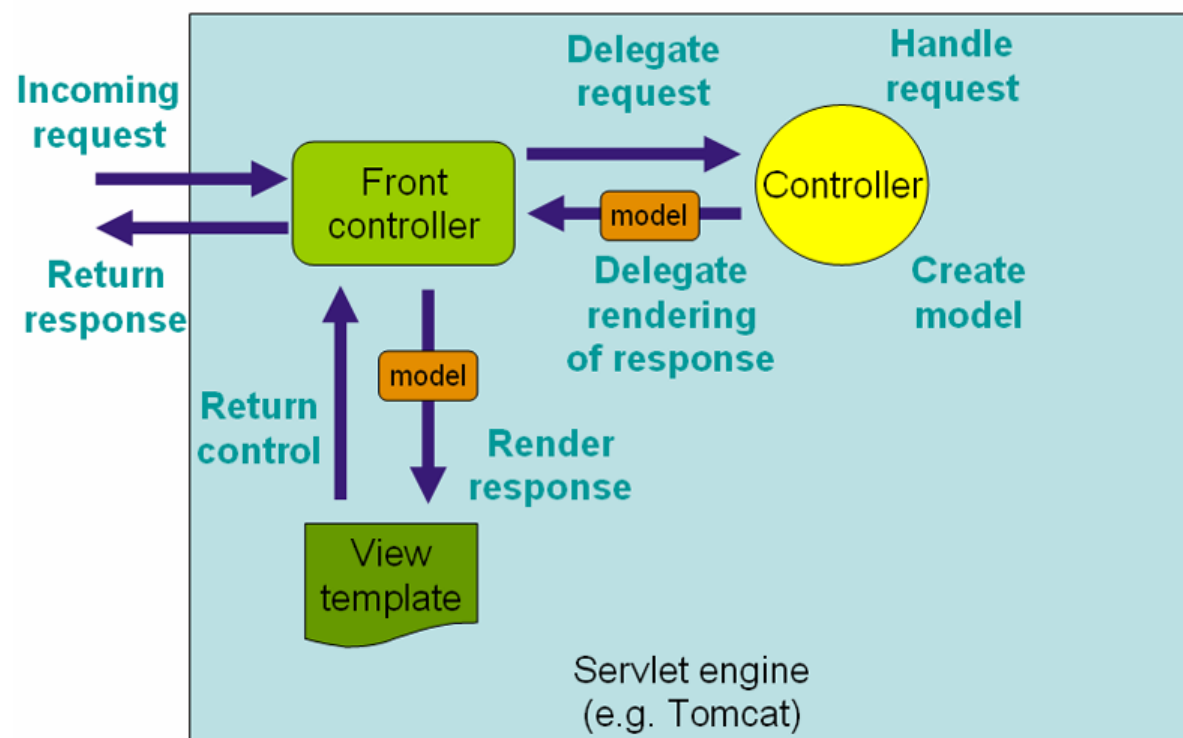 Incoming
request
Return
response
Front
controller
Delegate
request
Handle
request
Controller
model
Delegate
rendering
of response
Create
model
Return
control
model
Render
response
View
template
Servlet engine
(e.g. Tomcat)